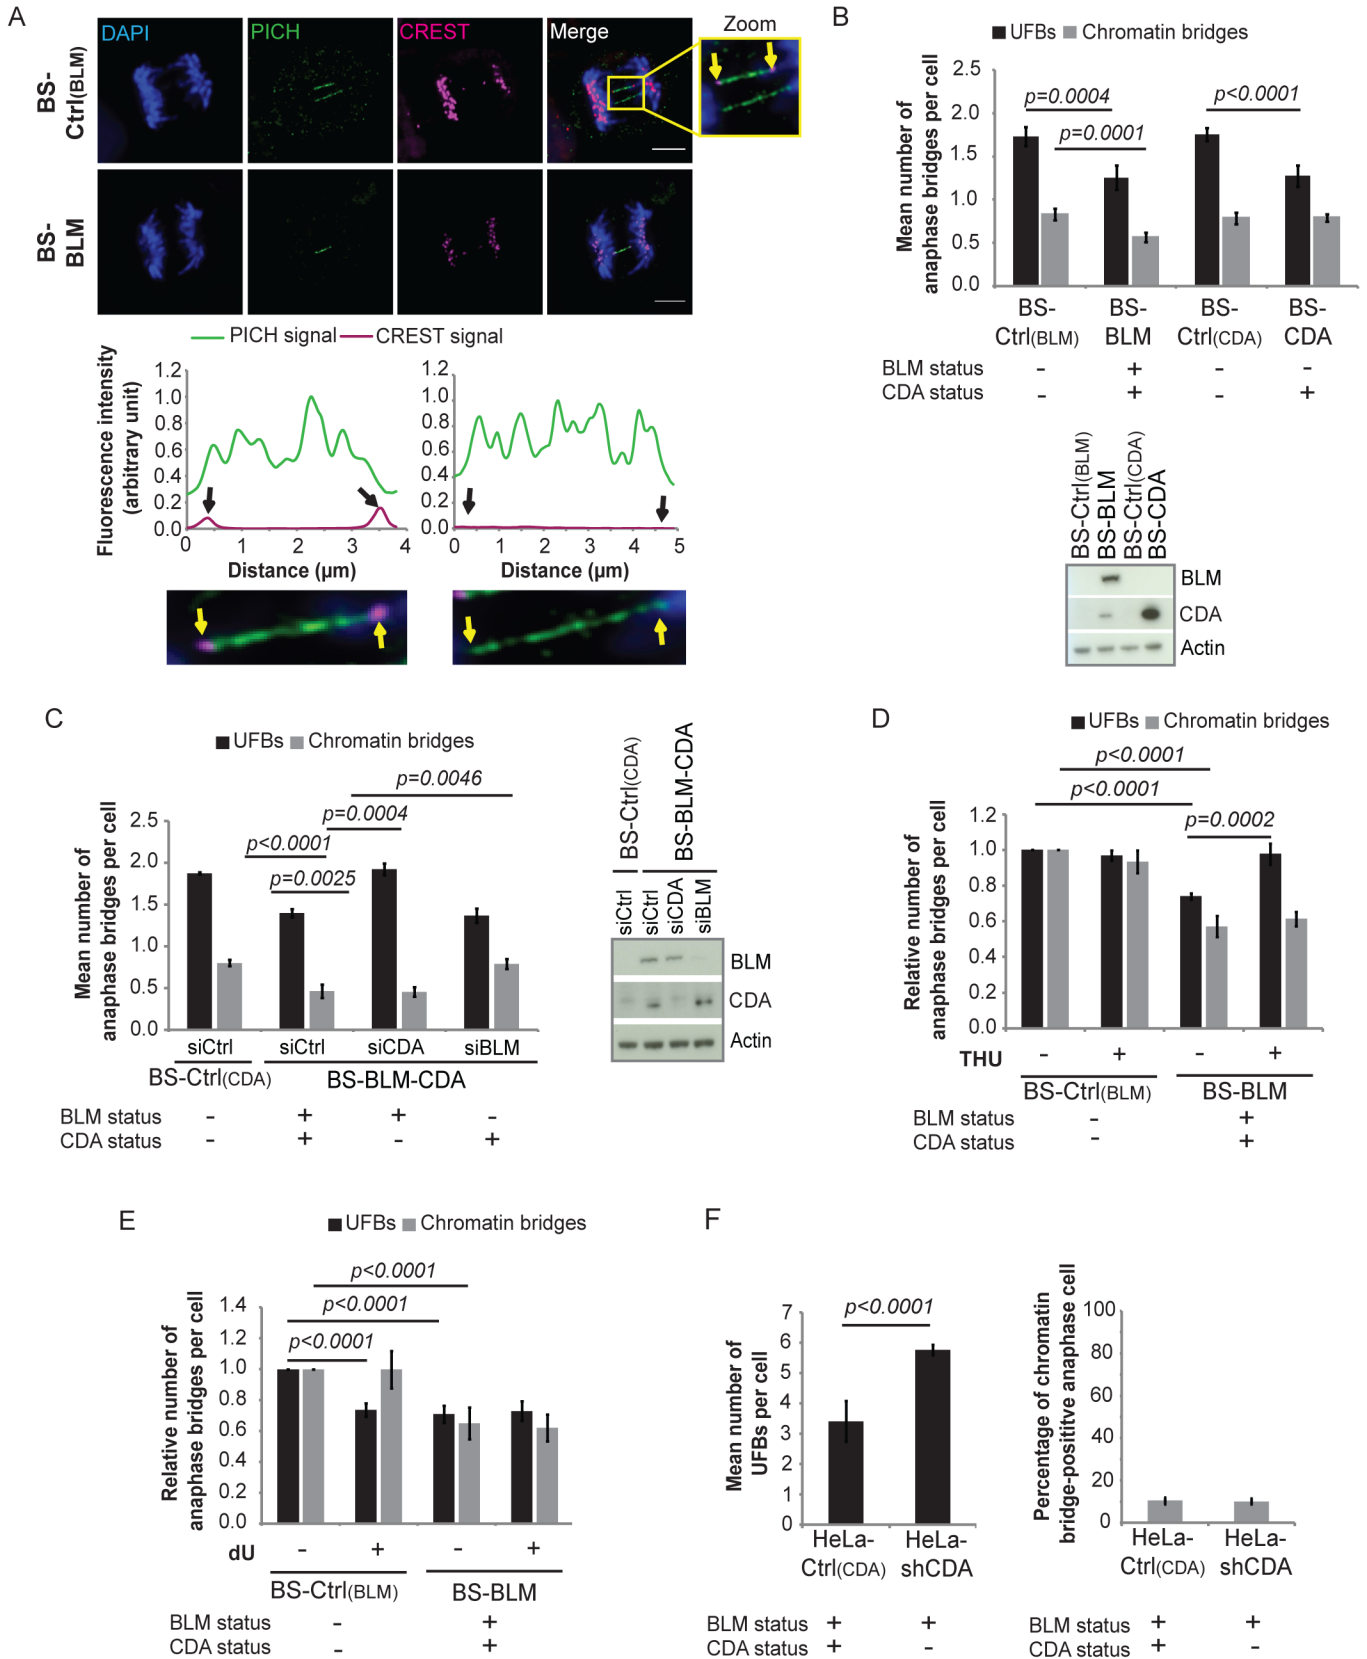 A
DAPI
PICH
CREST
Merge
Zoom
BS-
Ctrl(BLM)
BS-
BLM
PICH signal
CREST signal
Fluorescence intensity
(arbitrary unit)
1.2
1.0
0.8
0.6
0.4
0.2
0.0
0 1 2 3 4
Distance (µm)
1.2
1.0
0.8
0.6
0.4
0.2
0.0
0 1 2 3 4 5
Distance (µm)
B
UFBs Chromatin bridges
Mean number of
anaphase bridges per cell
2.5
2.0
1.5
1.0
0.5
0.0
p=0.0004
p=0.0001
p<0.0001
BS- BS- BS- BS-
Ctrl(BLM) BLM Ctrl(CDA) CDA
BLM status - + - -
CDA status - + - +
BS-Ctrl(BLM)
BS-BLM
BS-Ctrl(CDA)
BS-CDA
BLM
CDA
Actin
C
UFBs Chromatin bridges
Mean number of
anaphase bridges per cell
2.5
2.0
1.5
1.0
0.5
0.0
p=0.0046
p=0.0004
p<0.0001
p=0.0025
siCtrl siCtrl siCDA siBLM
BS-Ctrl(CDA) BS-BLM-CDA
BLM status - + + -
CDA status - + - +
BS-Ctrl(CDA)
BS-BLM-CDA
siCtrl
siCtrl
siCDA
siBLM
BLM
CDA
Actin
D
UFBs Chromatin bridges
Relative number of
anaphase bridges per cell
1.2
1.0
0.8
0.6
0.4
0.2
0.0
p<0.0001
p<0.0001
p=0.0002
THU - + - +
BS-Ctrl(BLM) BS-BLM
BLM status - +
CDA status - +
E
UFBs Chromatin bridges
Relative number of
anaphase bridges per cell
1.4
1.2
1.0
0.8
0.6
0.4
0.2
0.0
p<0.0001
p<0.0001
p<0.0001
dU - + - +
BS-Ctrl(BLM) BS-BLM
BLM status - +
CDA status - +
F
Mean number of
UFBs per cell
7
6
5
4
3
2
1
0
p<0.0001
HeLa- HeLa-
Ctrl(CDA) shCDA
BLM status + +
CDA status + -
Percentage of chromatin
bridge-posititive anaphase cell
100
80
60
40
20
0
HeLa- HeLa-
Ctrl(CDA) shCDA
BLM status + +
CDA status + -